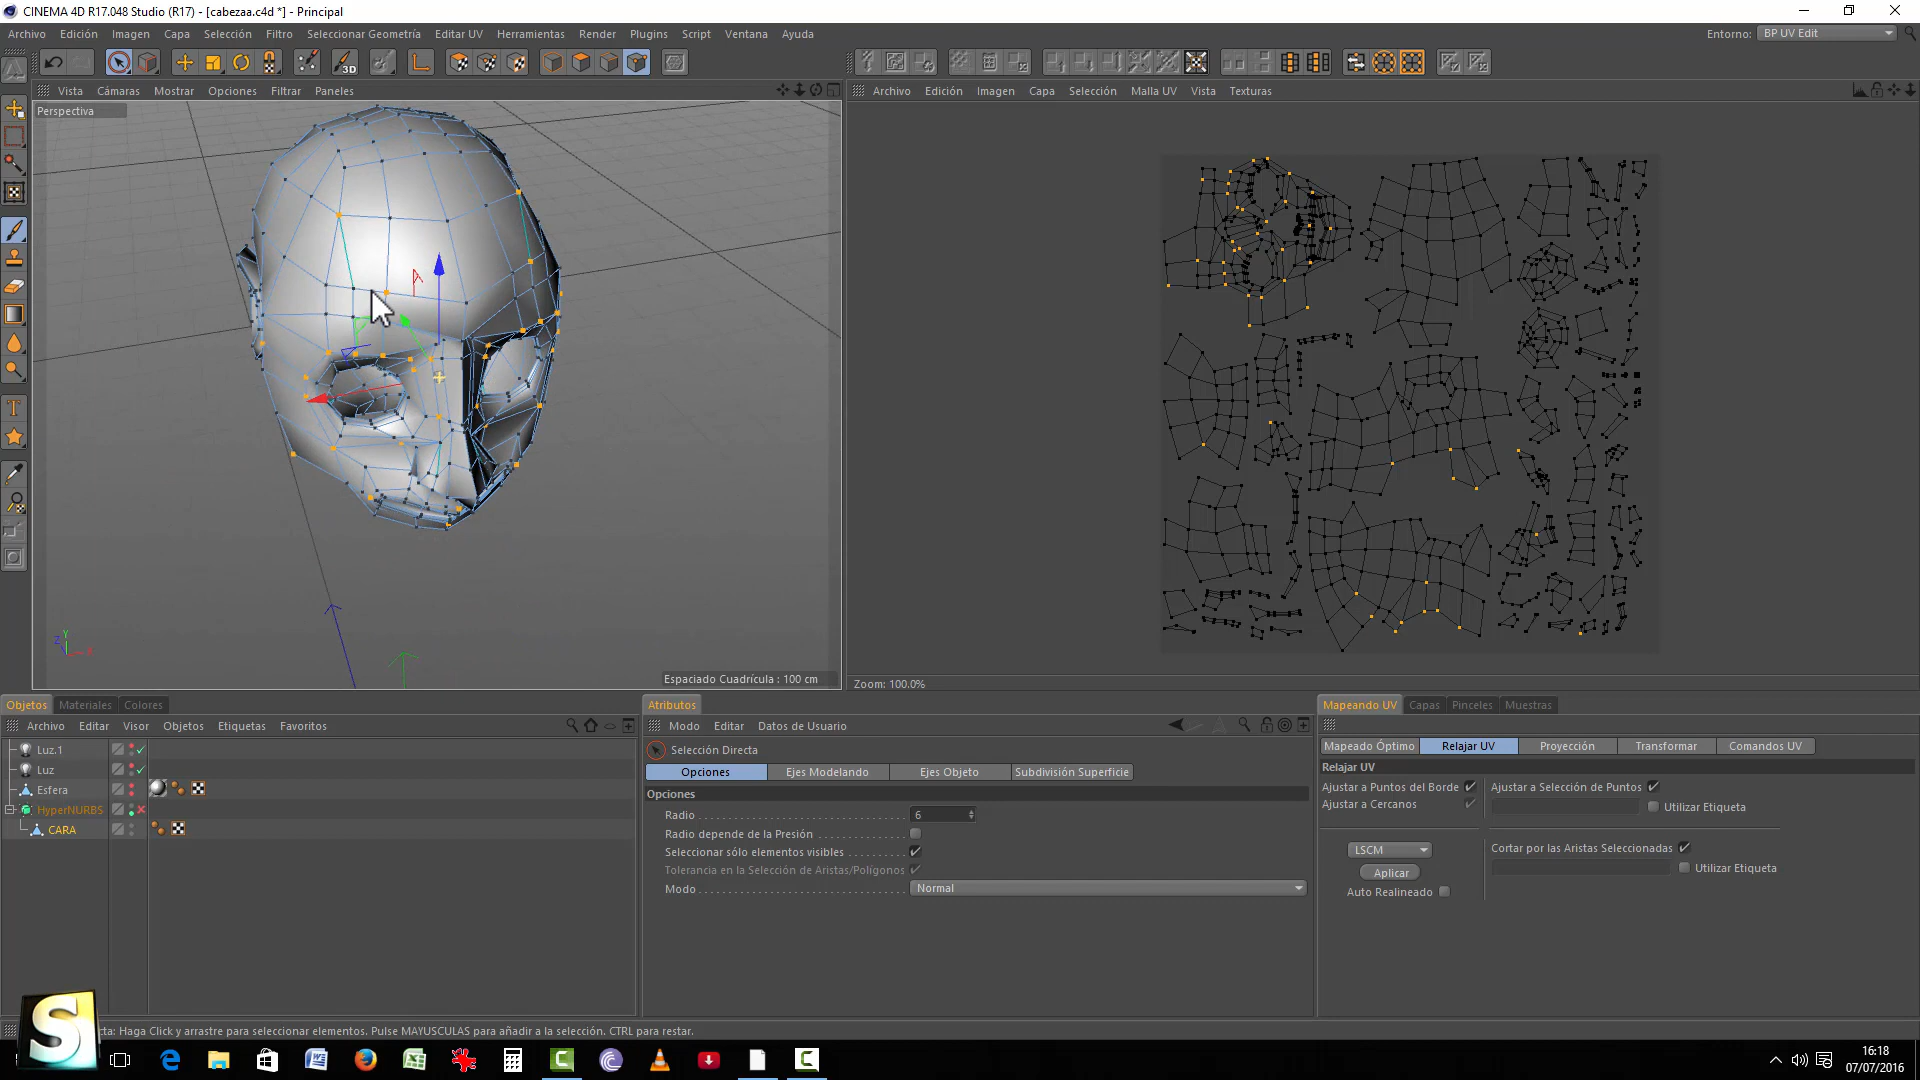 CINEMA 4D R17.048 Studio (R17) - [cabezaa.c4d *] - Principal
Archivo Edición Imagen Capa Selección Filtro Seleccionar Geometría Editar UV Herramientas Render Plugins Script Ventana Ayuda Entorno: BP UV Edit
Vista Cámaras Mostrar Opciones Filtrar Paneles
Archivo Edición Imagen Capa Selección Malla UV Vista Texturas
Perspectiva
Espaciado Cuadrícula : 100 cm
Zoom: 100.0%
Objetos Materiales Colores
Archivo Editar Visor Objetos Etiquetas Favoritos
Luz.1
Luz
Esfera
HyperNURBS
CARA
Atributos
Modo Editar Datos de Usuario
Selección Directa
Opciones Ejes Modelando Ejes Objeto Subdivisión Superficie
Opciones
Radio 6
Radio depende de la Presión
Seleccionar sólo elementos visibles
Tolerancia en la Selección de Aristas/Polígonos
Modo Normal
Mapeando UV Capas Pinceles Muestras
Mapeado Óptimo Relajar UV Proyección Transformar Comandos UV
Relajar UV
Ajustar a Puntos del Borde Ajustar a Selección de Puntos
Ajustar a Cercanos Utilizar Etiqueta
LSCM Cortar por las Aristas Seleccionadas
Aplicar Utilizar Etiqueta
Auto Realineado
cta: Haga Click y arrastre para seleccionar elementos. Pulse MAYUSCULAS para añadir a la selección. CTRL para restar.
16:18
07/07/2016